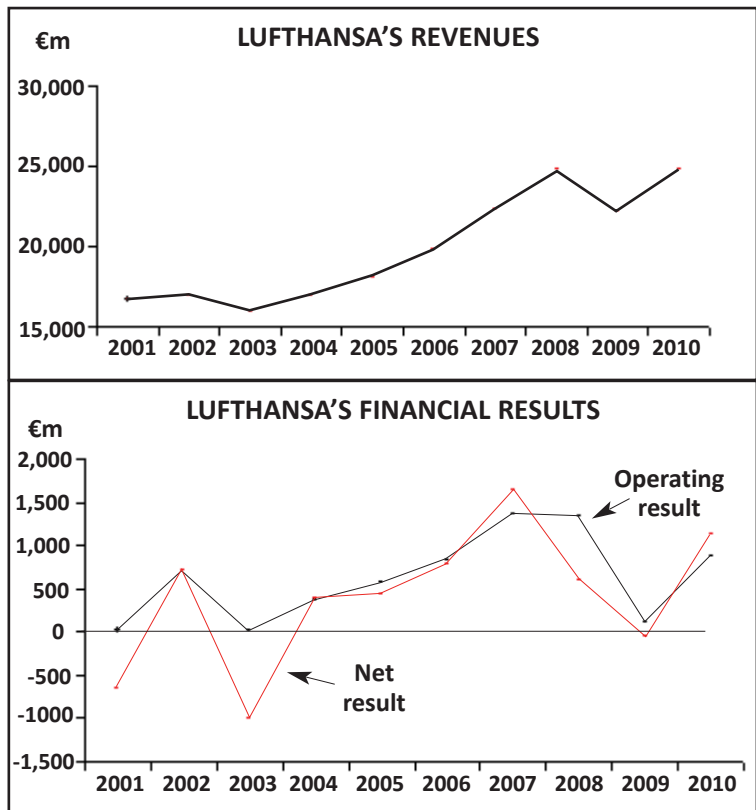 LUFTHANSA'S REVENUES
€m
30,000
25,000
20,000
15,000
2001 2002 2003 2004 2005 2006 2007 2008 2009 2010
LUFTHANSA'S FINANCIAL RESULTS
€m
2,000
1,500
1,000
500
0
-500
-1000
-1,500
Operating
result
Net
result
2001 2002 2003 2004 2005 2006 2007 2008 2009 2010